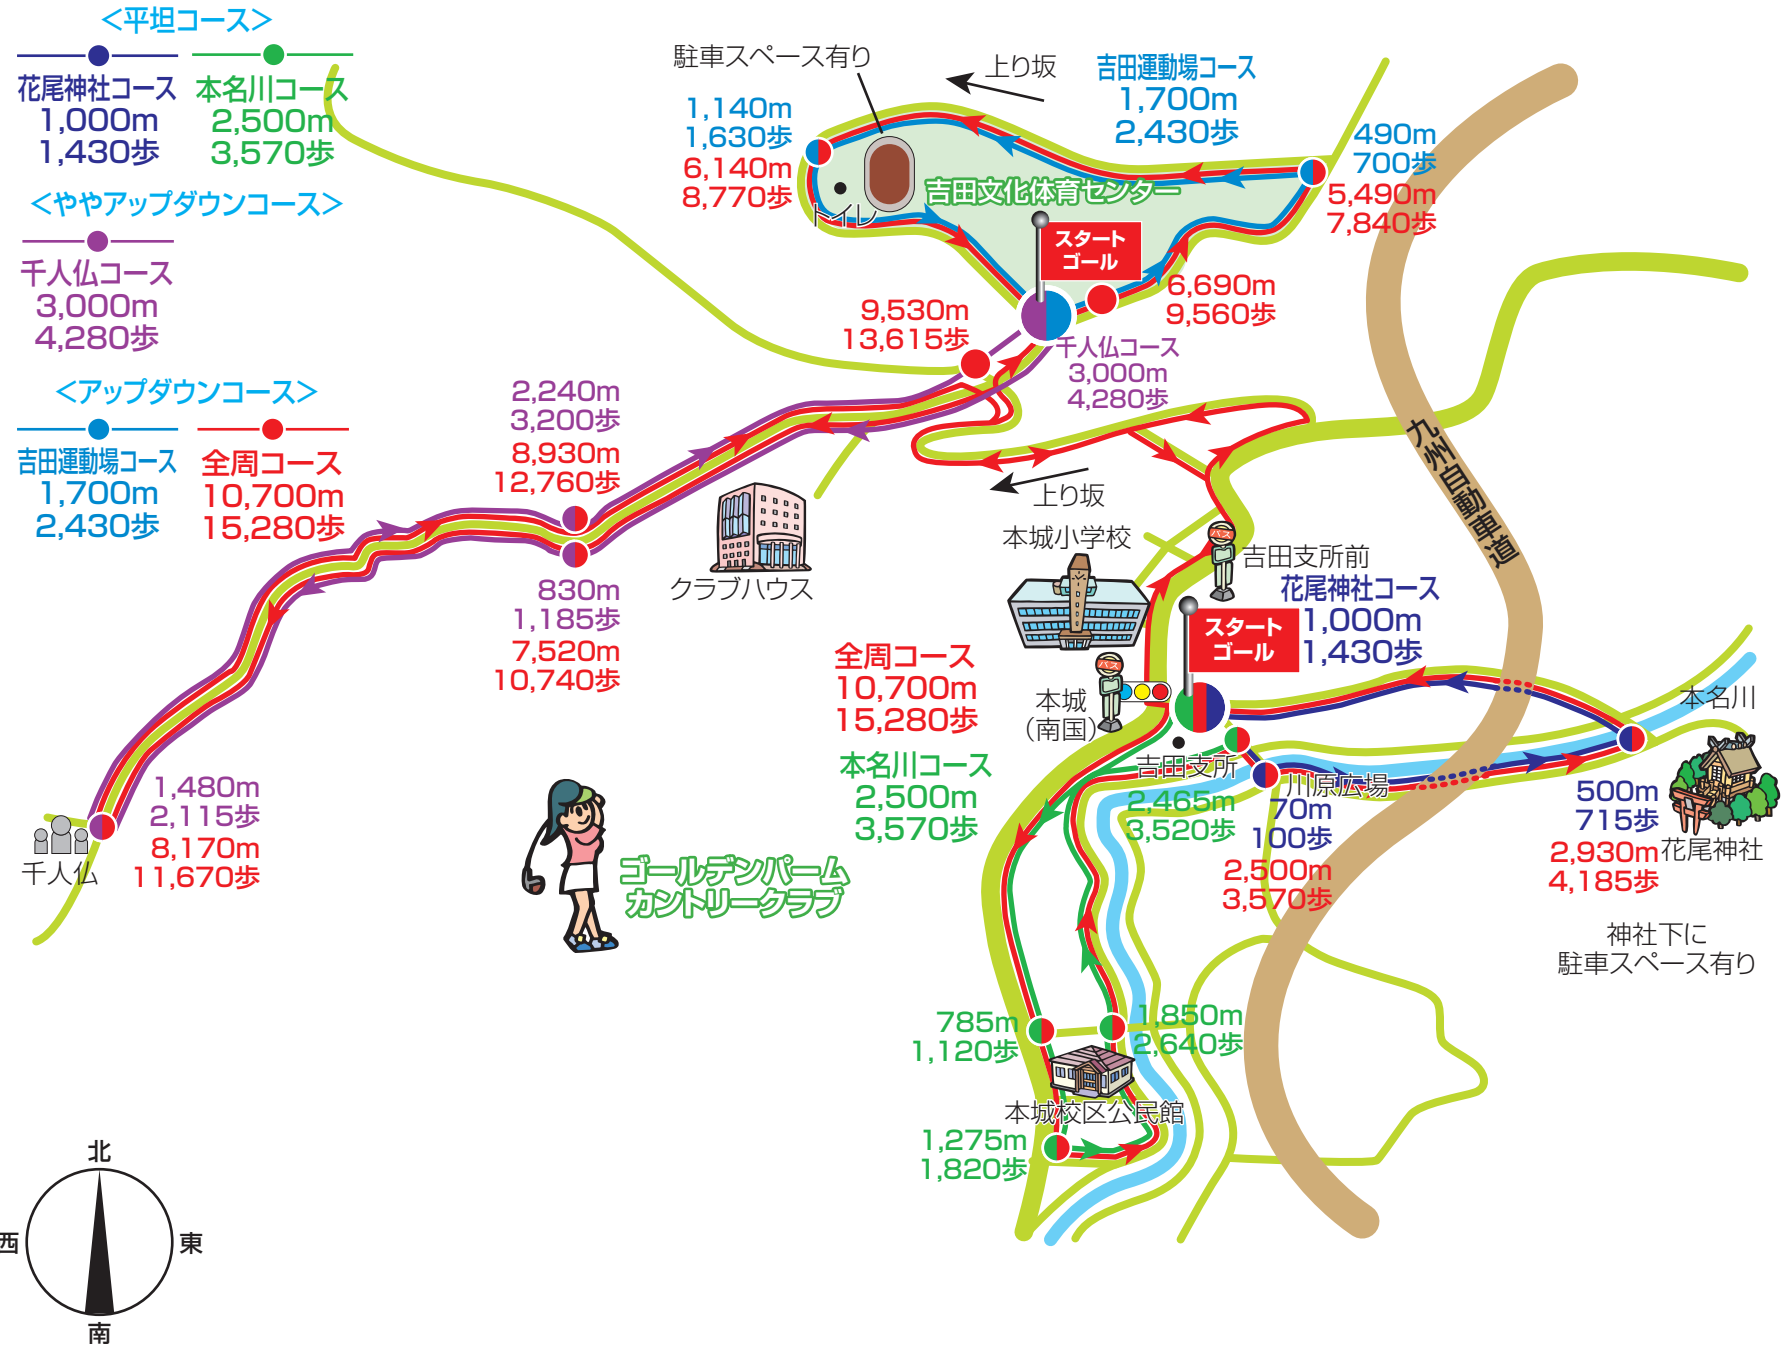 ＜平坦コース＞
花尾神社コース
1,000m
1,430歩
本名川コース
2,500m
3,570歩
＜ややアップダウンコース＞
千人仏コース
3,000m
4,280歩
＜アップダウンコース＞
吉田運動場コース
1,700m
2,430歩
全周コース
10,700m
15,280歩
駐車スペース有り
上り坂
吉田運動場コース
1,700m
2,430歩
1,140m
1,630歩
6,140m
8,770歩
トイレ
吉田文化体育センター
490m
700歩
5,490m
7,840歩
スタート
ゴール
6,690m
9,560歩
9,530m
13,615歩
千人仏コース
3,000m
4,280歩
2,240m
3,200歩
8,930m
12,760歩
上り坂
九州自動車道
クラブハウス
830m
1,185歩
7,520m
10,740歩
本城小学校
バス
吉田支所前
花尾神社コース
1,000m
1,430歩
スタート
ゴール
全周コース
10,700m
15,280歩
バス
本城
（南国）
本名川
吉田支所
川原広場
本名川コース
2,500m
3,570歩
2,465m
3,520歩
70m
100歩
2,500m
3,570歩
500m
715歩
2,930m
4,185歩
花尾神社
神社下に
駐車スペース有り
1,480m
2,115歩
8,170m
11,670歩
千人仏
ゴールデンパーム
カントリークラブ
785m
1,120歩
1,850m
2,640歩
本城校区公民館
1,275m
1,820歩
北
西
東
南